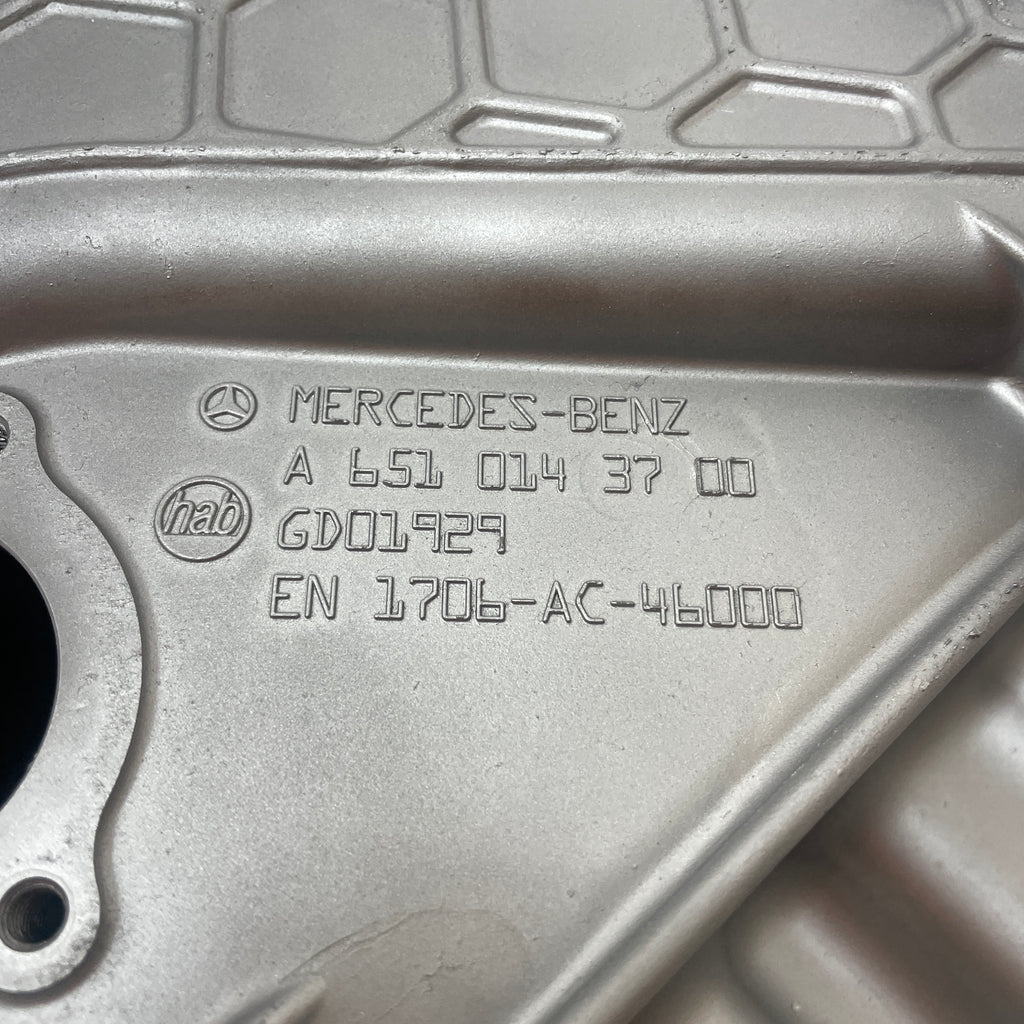 MERCEDES-BENZ
A 651 014 37 00
hab
GD01929
EN 1706-AC-46000